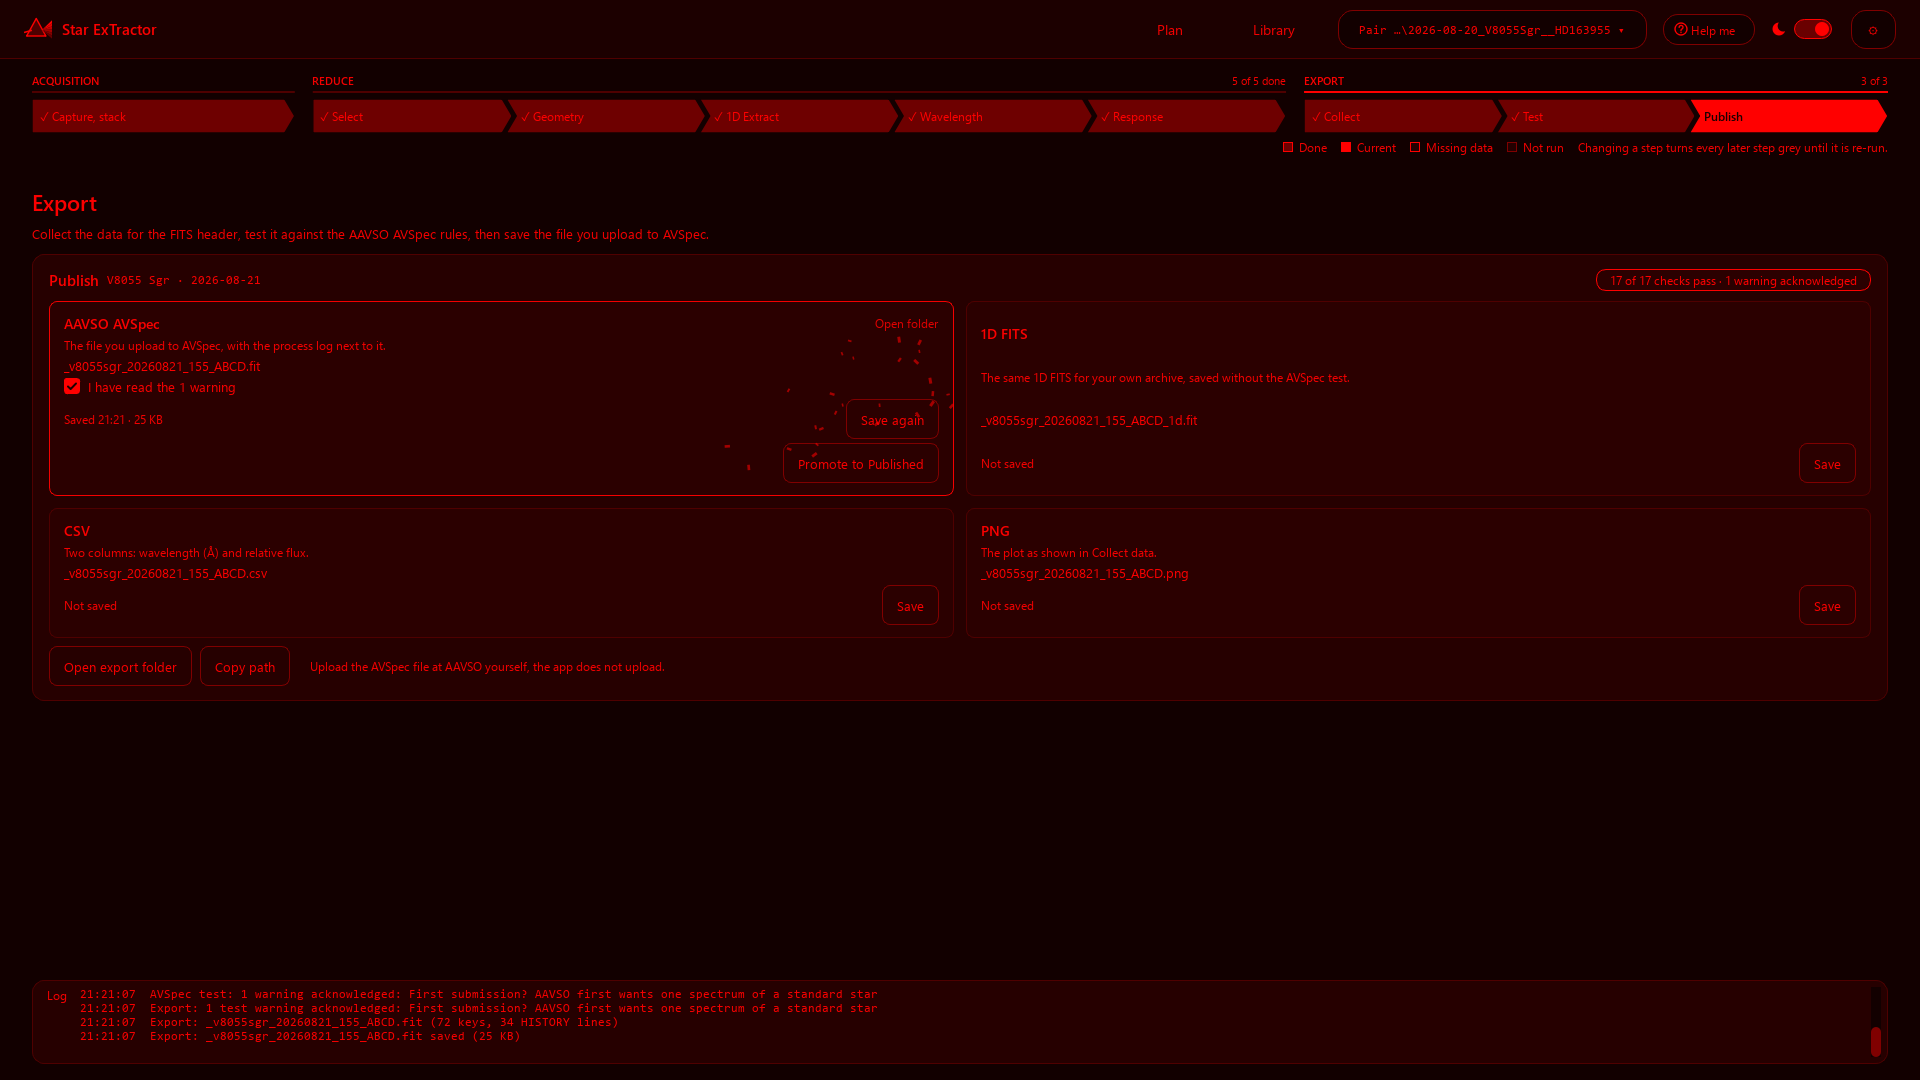 Star ExTractor
Plan
Library
Pair …\2026-08-20_V8055Sgr__HD163955 ▾
Help me
ACQUISITION
REDUCE
5 of 5 done
EXPORT
3 of 3
✓ Capture, stack
✓ Select
✓ Geometry
✓ 1D Extract
✓ Wavelength
✓ Response
✓ Collect
✓ Test
Publish
Done
Current
Missing data
Not run
Changing a step turns every later step grey until it is re-run.
Export
Collect the data for the FITS header, test it against the AAVSO AVSpec rules, then save the file you upload to AVSpec.
Publish V8055 Sgr · 2026-08-21
17 of 17 checks pass · 1 warning acknowledged
AAVSO AVSpec
Open folder
The file you upload to AVSpec, with the process log next to it.
_v8055sgr_20260821_155_ABCD.fit
I have read the 1 warning
Saved 21:21 · 25 KB
Save again
Promote to Published
1D FITS
The same 1D FITS for your own archive, saved without the AVSpec test.
_v8055sgr_20260821_155_ABCD_1d.fit
Not saved
Save
CSV
Two columns: wavelength (Å) and relative flux.
_v8055sgr_20260821_155_ABCD.csv
Not saved
Save
PNG
The plot as shown in Collect data.
_v8055sgr_20260821_155_ABCD.png
Not saved
Save
Open export folder
Copy path
Upload the AVSpec file at AAVSO yourself, the app does not upload.
Log
21:21:07 AVSpec test: 1 warning acknowledged: First submission? AAVSO first wants one spectrum of a standard star
21:21:07 Export: 1 test warning acknowledged: First submission? AAVSO first wants one spectrum of a standard star
21:21:07 Export: _v8055sgr_20260821_155_ABCD.fit (72 keys, 34 HISTORY lines)
21:21:07 Export: _v8055sgr_20260821_155_ABCD.fit saved (25 KB)